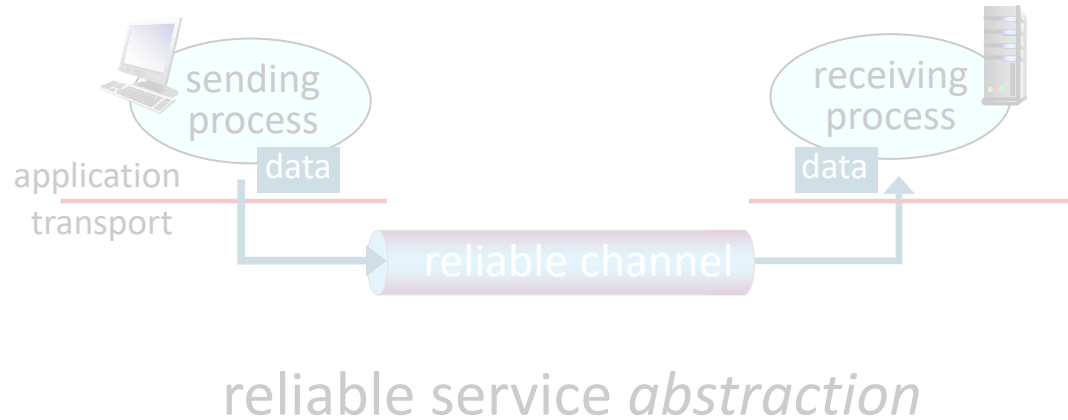 sending
process
receiving
process
data
data
application
transport
reliable channel
reliable service abstraction